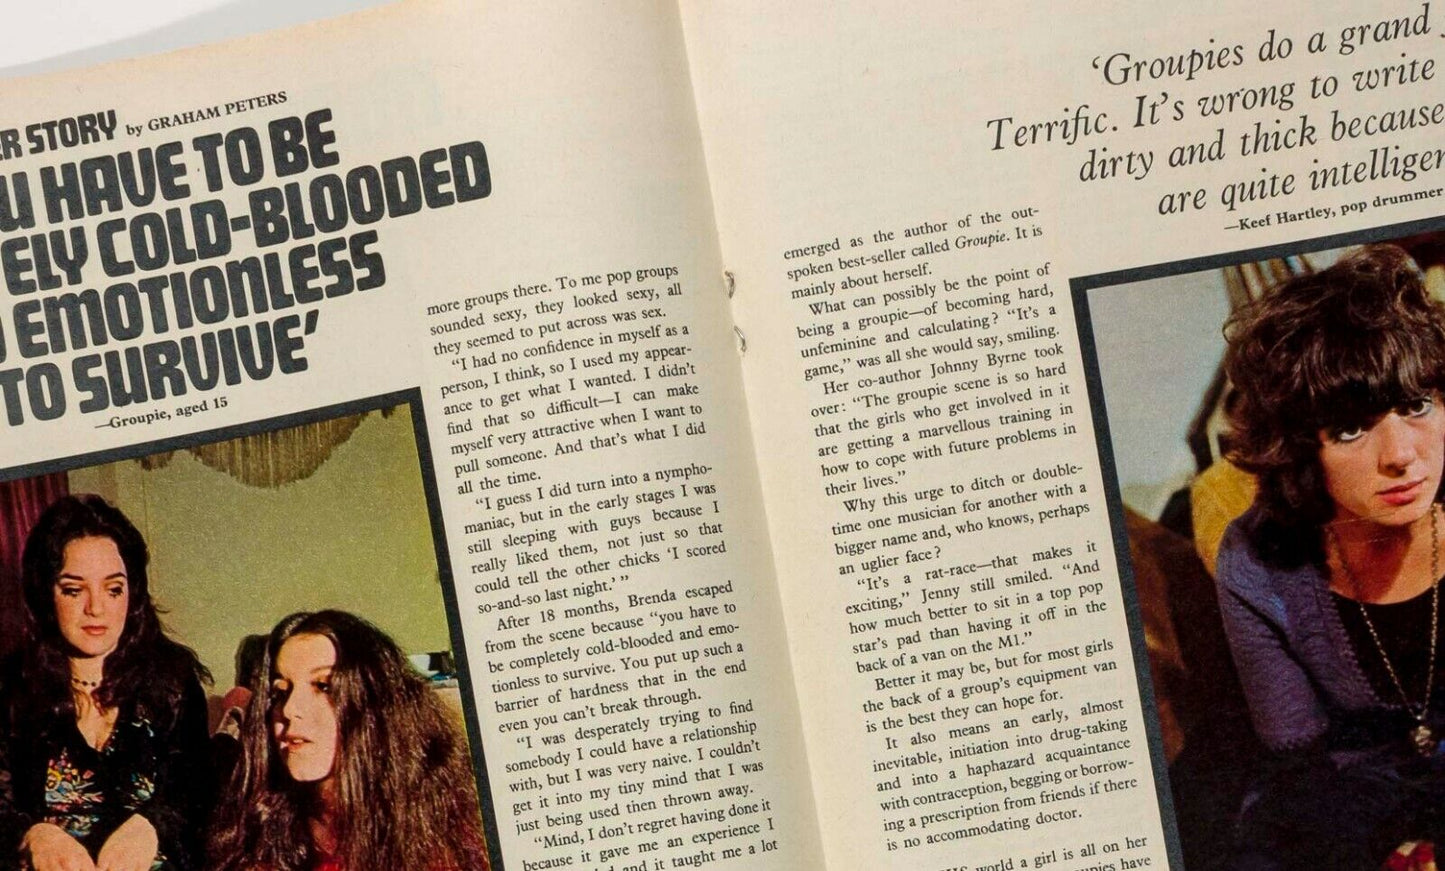 STORY by GRAHAM PETERS
HAVE TO BE
COLD-BLOODED
EMOTIONLESS
TO SURVIVE'
—Groupie, aged 15
more groups there. To me pop groups
sounded sexy, they looked sexy, all
they seemed to put across was sex.
"I had no confidence in myself as a
person, I think, so I used my appear-
ance to get what I wanted. I didn't
find that so difficult—I can make
myself very attractive when I want to
pull someone. And that's what I did
all the time.
"I guess I did turn into a nympho-
maniac, but in the early stages I was
still sleeping with guys because I
really liked them, not just so that I
could tell the other chicks 'I scored
so-and-so last night.' "
After 18 months, Brenda escaped
from the scene because "you have to
be completely cold-blooded and emo-
tionless to survive. You put up such a
barrier of hardness that in the end
even you can't break through.
"I was desperately trying to find
somebody I could have a relationship
with, but I was very naive. I couldn't
get it into my tiny mind that I was
just being used then thrown away.
"Mind, I don't regret having done it
because it gave me an experience I
and it taught me a lot
'Groupies do a grand
Terrific. It's wrong to write
dirty and thick because
are quite
—Keef Hartley, pop drummer
emerged as the author of the out-
spoken best-seller called Groupie. It is
mainly about herself.
What can possibly be the point of
being a groupie—of becoming hard,
unfeminine and calculating? "It's a
game," was all she would say, smiling.
Her co-author Johnny Byrne took
over: "The groupie scene is so hard
that the girls who get involved in it
are getting a marvellous training in
how to cope with future problems in
their lives."
Why this urge to ditch or double-
time one musician for another with a
bigger name and, who knows, perhaps
an uglier face?
"It's a rat-race—that makes it
exciting," Jenny still smiled. "And
how much better to sit in a top pop
star's pad than having it off in the
back of a van on the M1."
Better it may be, but for most girls
the back of a group's equipment van
is the best they can hope for.
It also means an early, almost
inevitable, initiation into drug-taking
and into a haphazard acquaintance
with contraception, begging or borrow-
ing a prescription from friends if there
is no accommodating doctor.
world a girl is all on her
have